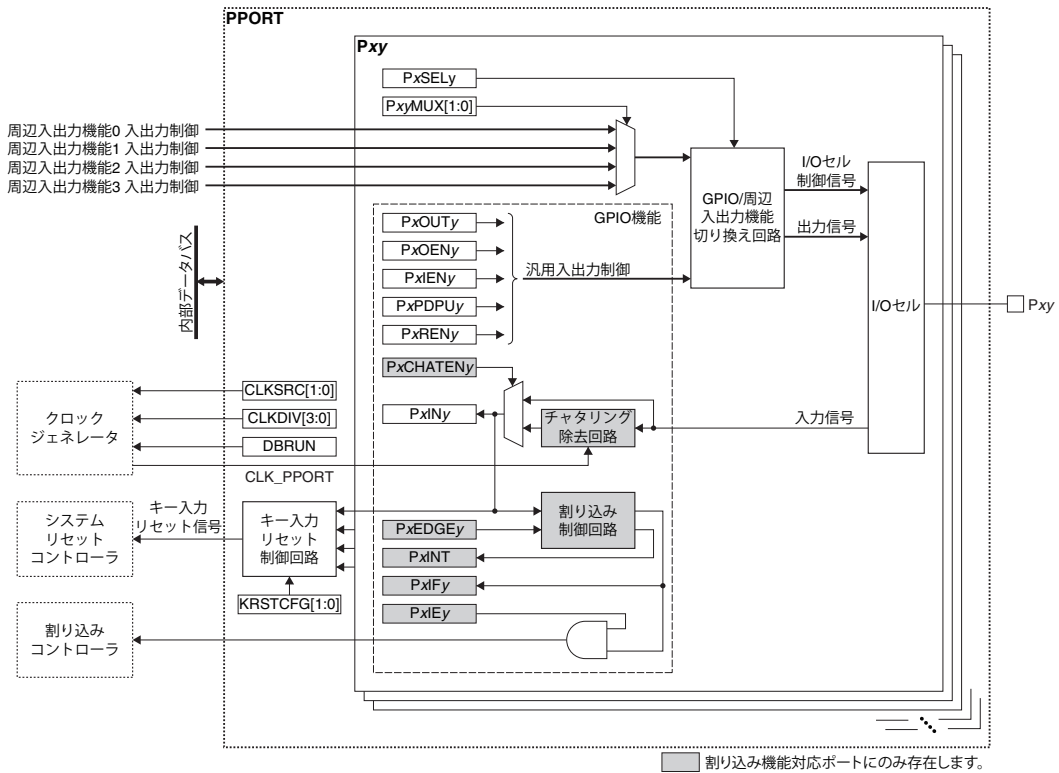 PPORT
Pxy
PxSELy
PxyMUX[1:0]
周辺入出力機能0 入出力制御
周辺入出力機能1 入出力制御
周辺入出力機能2 入出力制御
周辺入出力機能3 入出力制御
GPIO/周辺
入出力機能
切り換え回路
I/Oセル
制御信号
出力信号
I/Oセル
Pxy
GPIO機能
PxOUTy
PxOENy
PxIENy
PxPDPUy
PxRENy
汎用入出力制御
内部データバス
PxCHATENy
PxINy
チャタリング
除去回路
入力信号
クロック
ジェネレータ
CLKSRC[1:0]
CLKDIV[3:0]
DBRUN
CLK_PPORT
システム
リセット
コントローラ
キー入力
リセット信号
キー入力
リセット
制御回路
KRSTCFG[1:0]
PxEDGEy
PxINT
PxIFy
PxIEy
割り込み
制御回路
割り込み
コントローラ
割り込み機能対応ポートにのみ存在します。